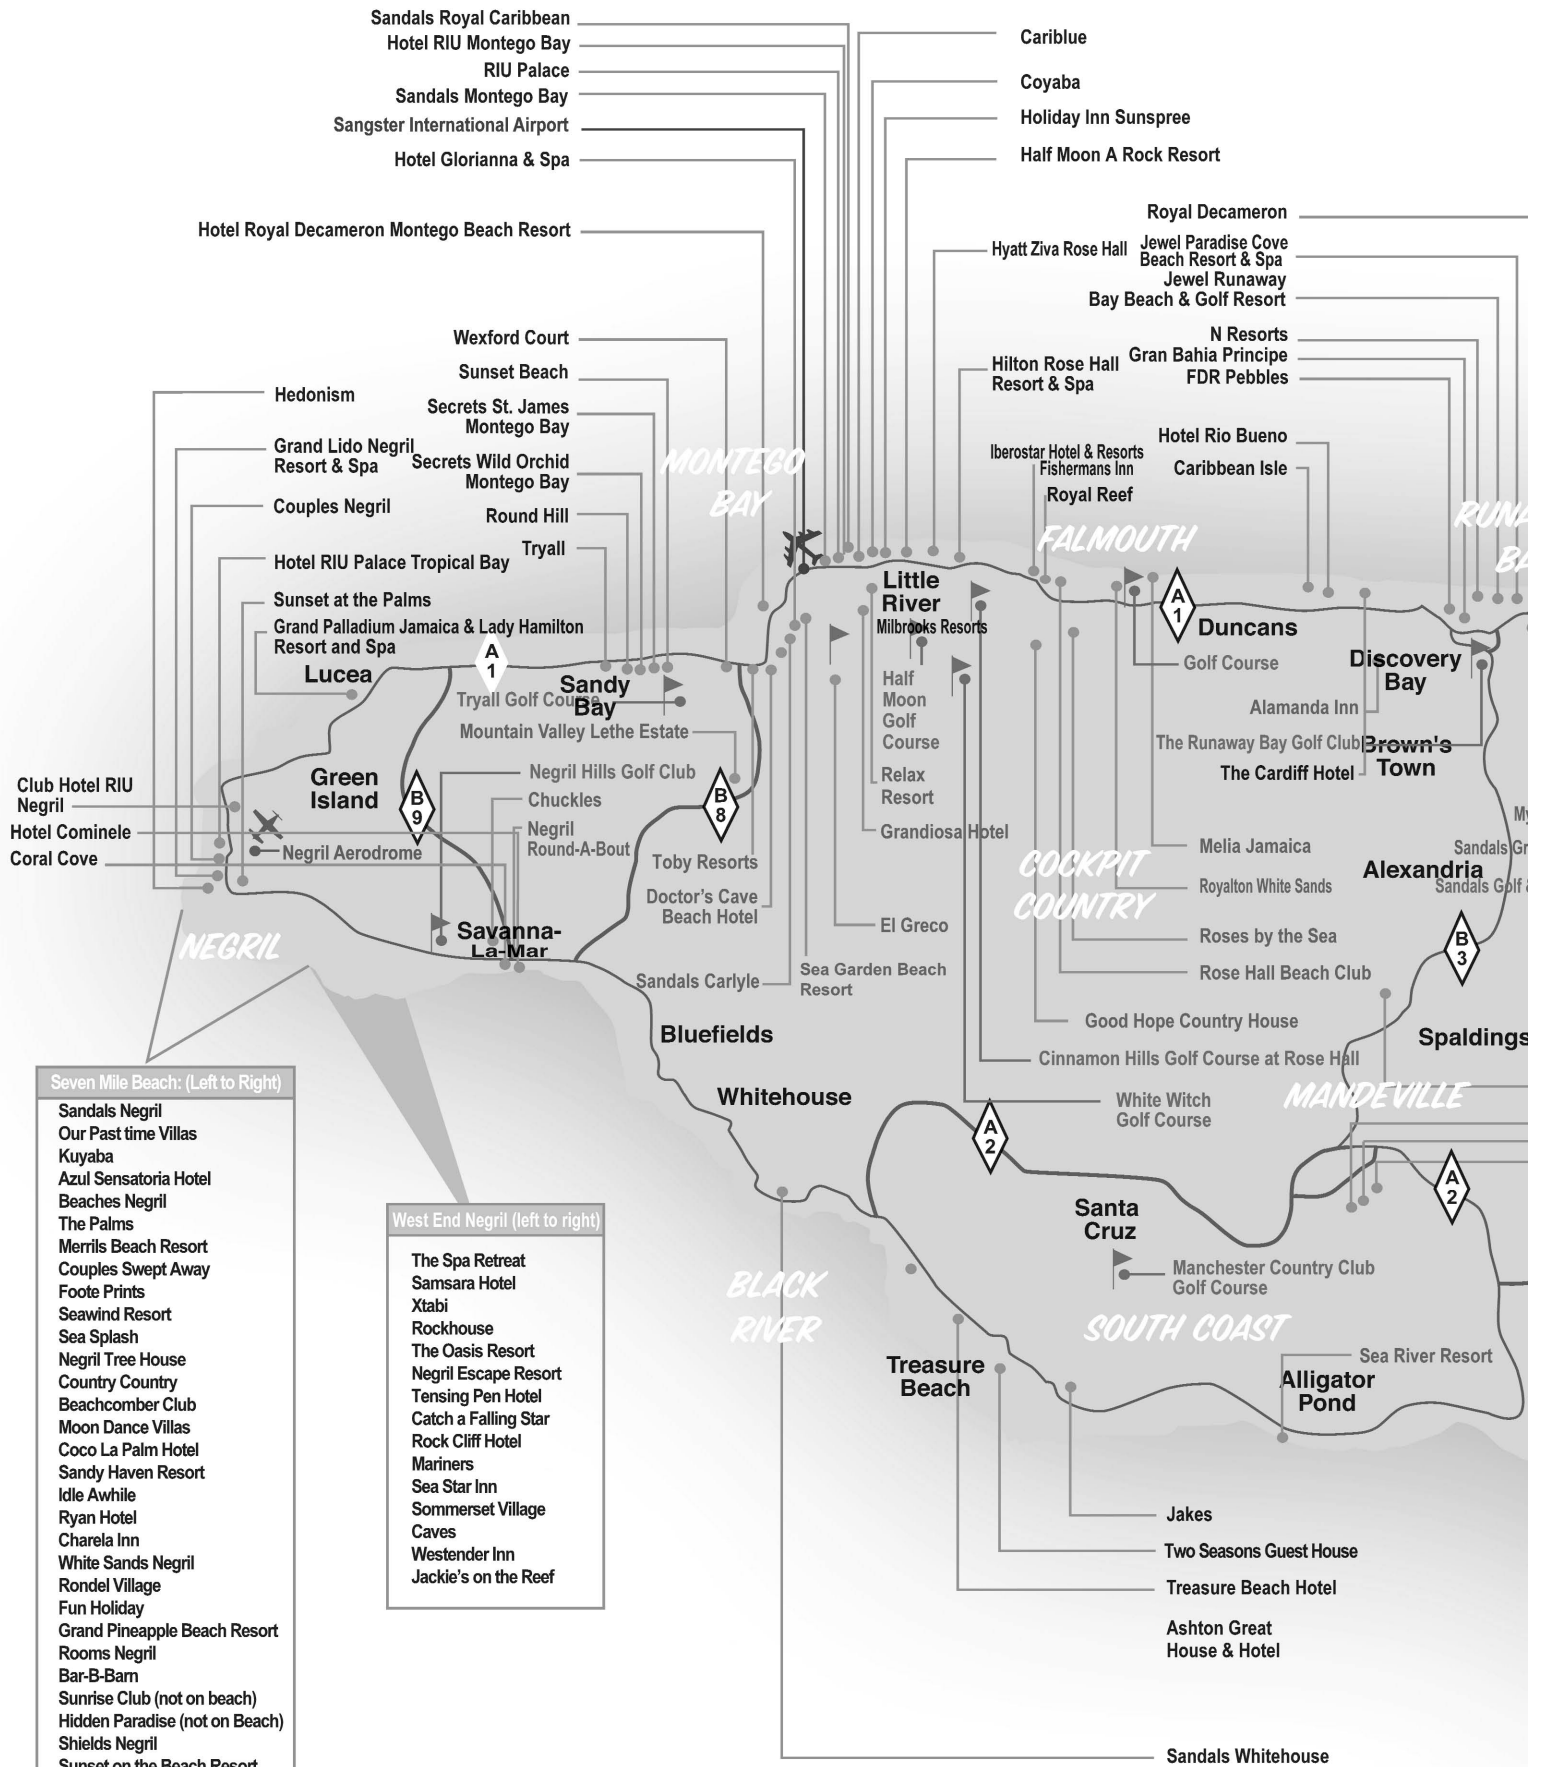 Sandals Royal Caribbean
Hotel RIU Montego Bay
RIU Palace
Sandals Montego Bay
Sangster International Airport
Hotel Glorianna & Spa
Hotel Royal Decameron Montego Beach Resort
Cariblue
Coyaba
Holiday Inn Sunspree
Half Moon A Rock Resort
Royal Decameron
Hyatt Ziva Rose Hall
Jewel Paradise Cove
Beach Resort & Spa
Jewel Runaway
Bay Beach & Golf Resort
N Resorts
Gran Bahia Principe
FDR Pebbles
Hilton Rose Hall
Resort & Spa
Hotel Rio Bueno
Caribbean Isle
Iberostar Hotel & Resorts
Fishermans Inn
Royal Reef
Wexford Court
Sunset Beach
Secrets St. James
Montego Bay
Secrets Wild Orchid
Montego Bay
Round Hill
Tryall
Hedonism
Grand Lido Negril
Resort & Spa
Couples Negril
Hotel RIU Palace Tropical Bay
Sunset at the Palms
Grand Palladium Jamaica & Lady Hamilton
Resort and Spa
MONTEGO
BAY
FALMOUTH
RUNA
BA
Lucea
A
1
Tryall Golf Course
Sandy
Bay
Mountain Valley Lethe Estate
Little
River
Milbrooks Resorts
A
1
Duncans
Golf Course
Discovery
Bay
Alamanda Inn
The Runaway Bay Golf Club
Brown's
Town
The Cardiff Hotel
Half
Moon
Golf
Course
Relax
Resort
Grandiosa Hotel
El Greco
Club Hotel RIU
Negril
Hotel Cominele
Coral Cove
Green
Island
B
9
Negril Aerodrome
Negril Hills Golf Club
Chuckles
Negril
Round-A-Bout
B
8
Toby Resorts
Doctor's Cave
Beach Hotel
Sandals Carlyle
Sea Garden Beach
Resort
COCKPIT
COUNTRY
Melia Jamaica
Royalton White Sands
Roses by the Sea
Rose Hall Beach Club
Good Hope Country House
Cinnamon Hills Golf Course at Rose Hall
White Witch
Golf Course
My
Sandals Gr
Alexandria
Sandals Golf &
B
3
Spaldings
MANDEVILLE
NEGRIL
Savanna-
La-Mar
Bluefields
Whitehouse
A
2
A
2
Santa
Cruz
Manchester Country Club
Golf Course
SOUTH COAST
BLACK
RIVER
Treasure
Beach
Sea River Resort
Alligator
Pond
Jakes
Two Seasons Guest House
Treasure Beach Hotel
Ashton Great
House & Hotel
Sandals Whitehouse
Seven Mile Beach: (Left to Right)
Sandals Negril
Our Past time Villas
Kuyaba
Azul Sensatoria Hotel
Beaches Negril
The Palms
Merrils Beach Resort
Couples Swept Away
Foote Prints
Seawind Resort
Sea Splash
Negril Tree House
Country Country
Beachcomber Club
Moon Dance Villas
Coco La Palm Hotel
Sandy Haven Resort
Idle Awhile
Ryan Hotel
Charela Inn
White Sands Negril
Rondel Village
Fun Holiday
Grand Pineapple Beach Resort
Rooms Negril
Bar-B-Barn
Sunrise Club (not on beach)
Hidden Paradise (not on Beach)
Shields Negril
Sunset on the Beach Resort
West End Negril (left to right)
The Spa Retreat
Samsara Hotel
Xtabi
Rockhouse
The Oasis Resort
Negril Escape Resort
Tensing Pen Hotel
Catch a Falling Star
Rock Cliff Hotel
Mariners
Sea Star Inn
Sommerset Village
Caves
Westender Inn
Jackie's on the Reef